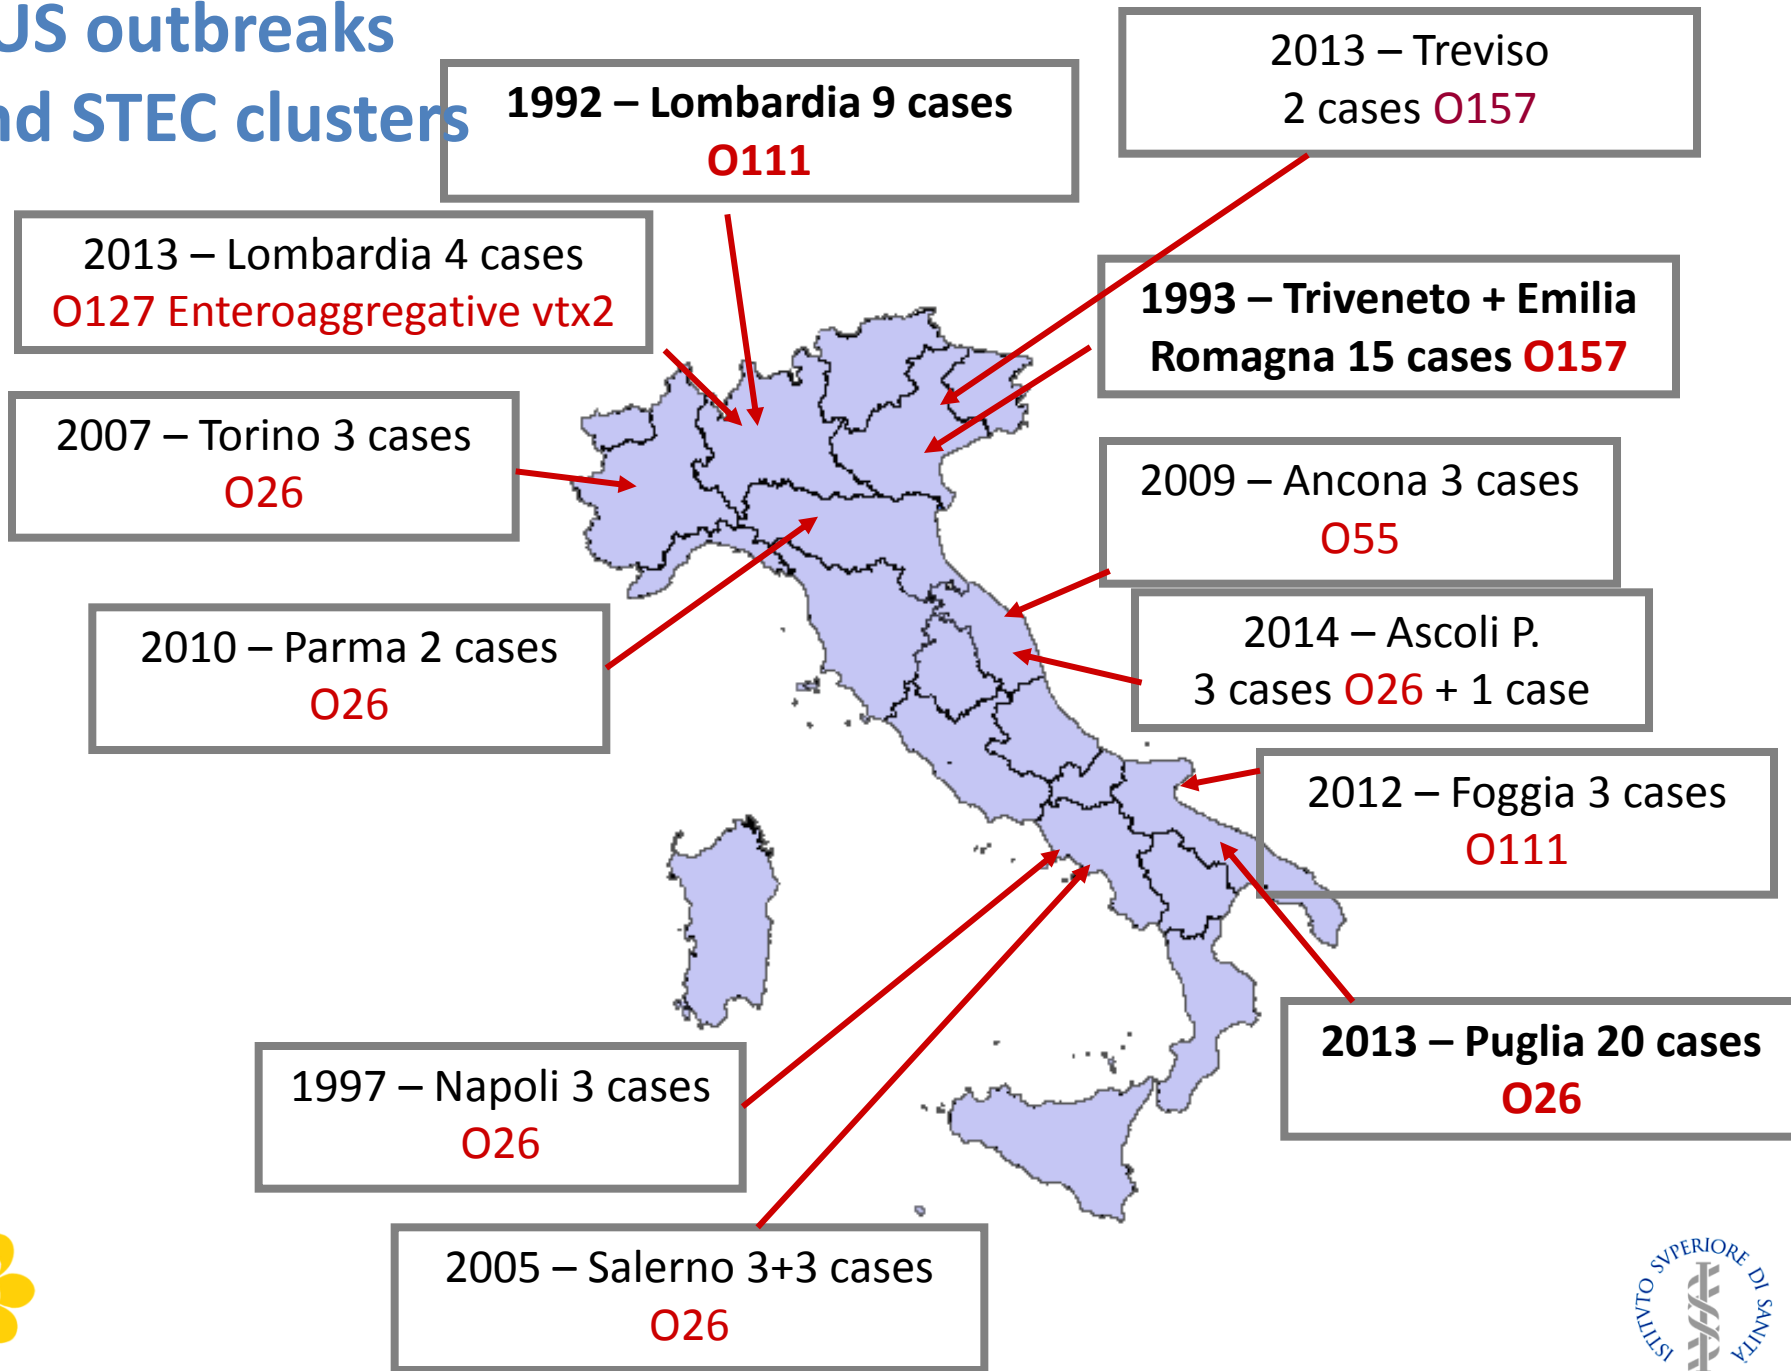 US outbreaks
nd STEC clusters
1992 – Lombardia 9 cases
O111
2013 – Treviso
2 cases O157
2013 – Lombardia 4 cases
O127 Enteroaggregative vtx2
1993 – Triveneto + Emilia
Romagna 15 cases O157
2007 – Torino 3 cases
O26
2009 – Ancona 3 cases
O55
2010 – Parma 2 cases
O26
2014 – Ascoli P.
3 cases O26 + 1 case
2012 – Foggia 3 cases
O111
2013 – Puglia 20 cases
O26
1997 – Napoli 3 cases
O26
2005 – Salerno 3+3 cases
O26
ISTITVTO SVPERIORE DI SANITÀ